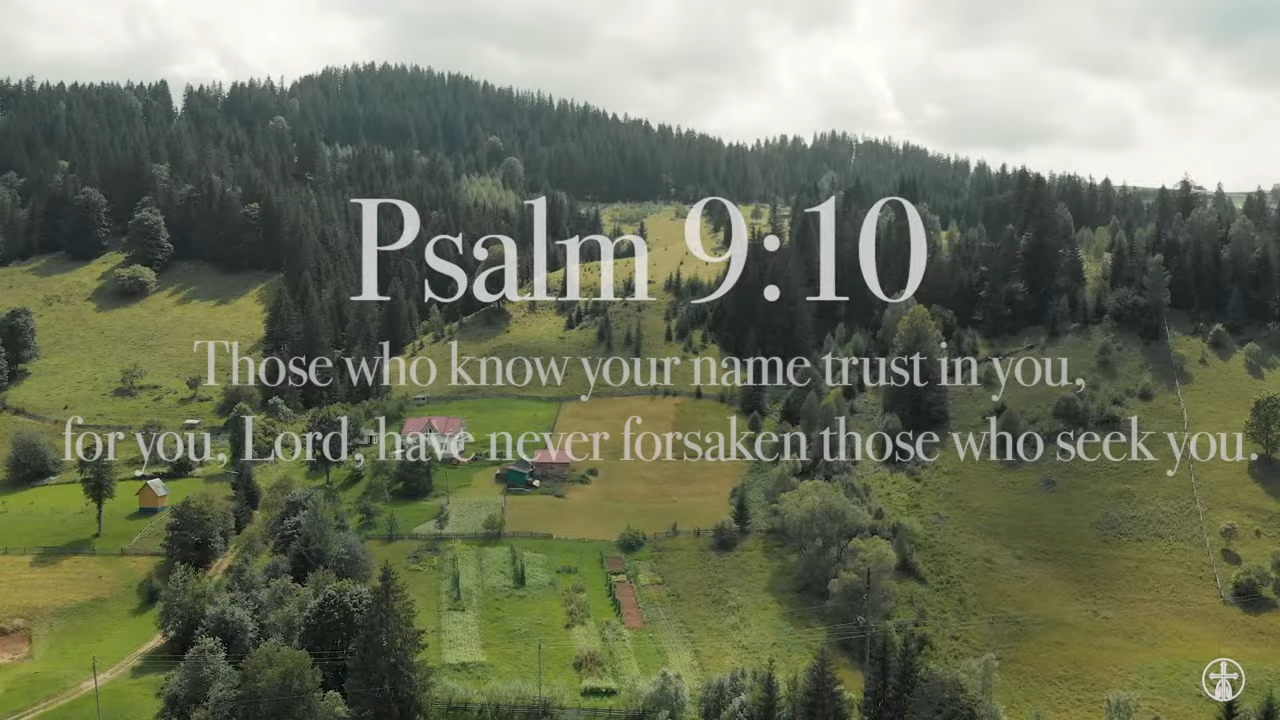 Psalm 9:10
Those who know your name trust in you,
for you, Lord, have never forsaken those who seek you.